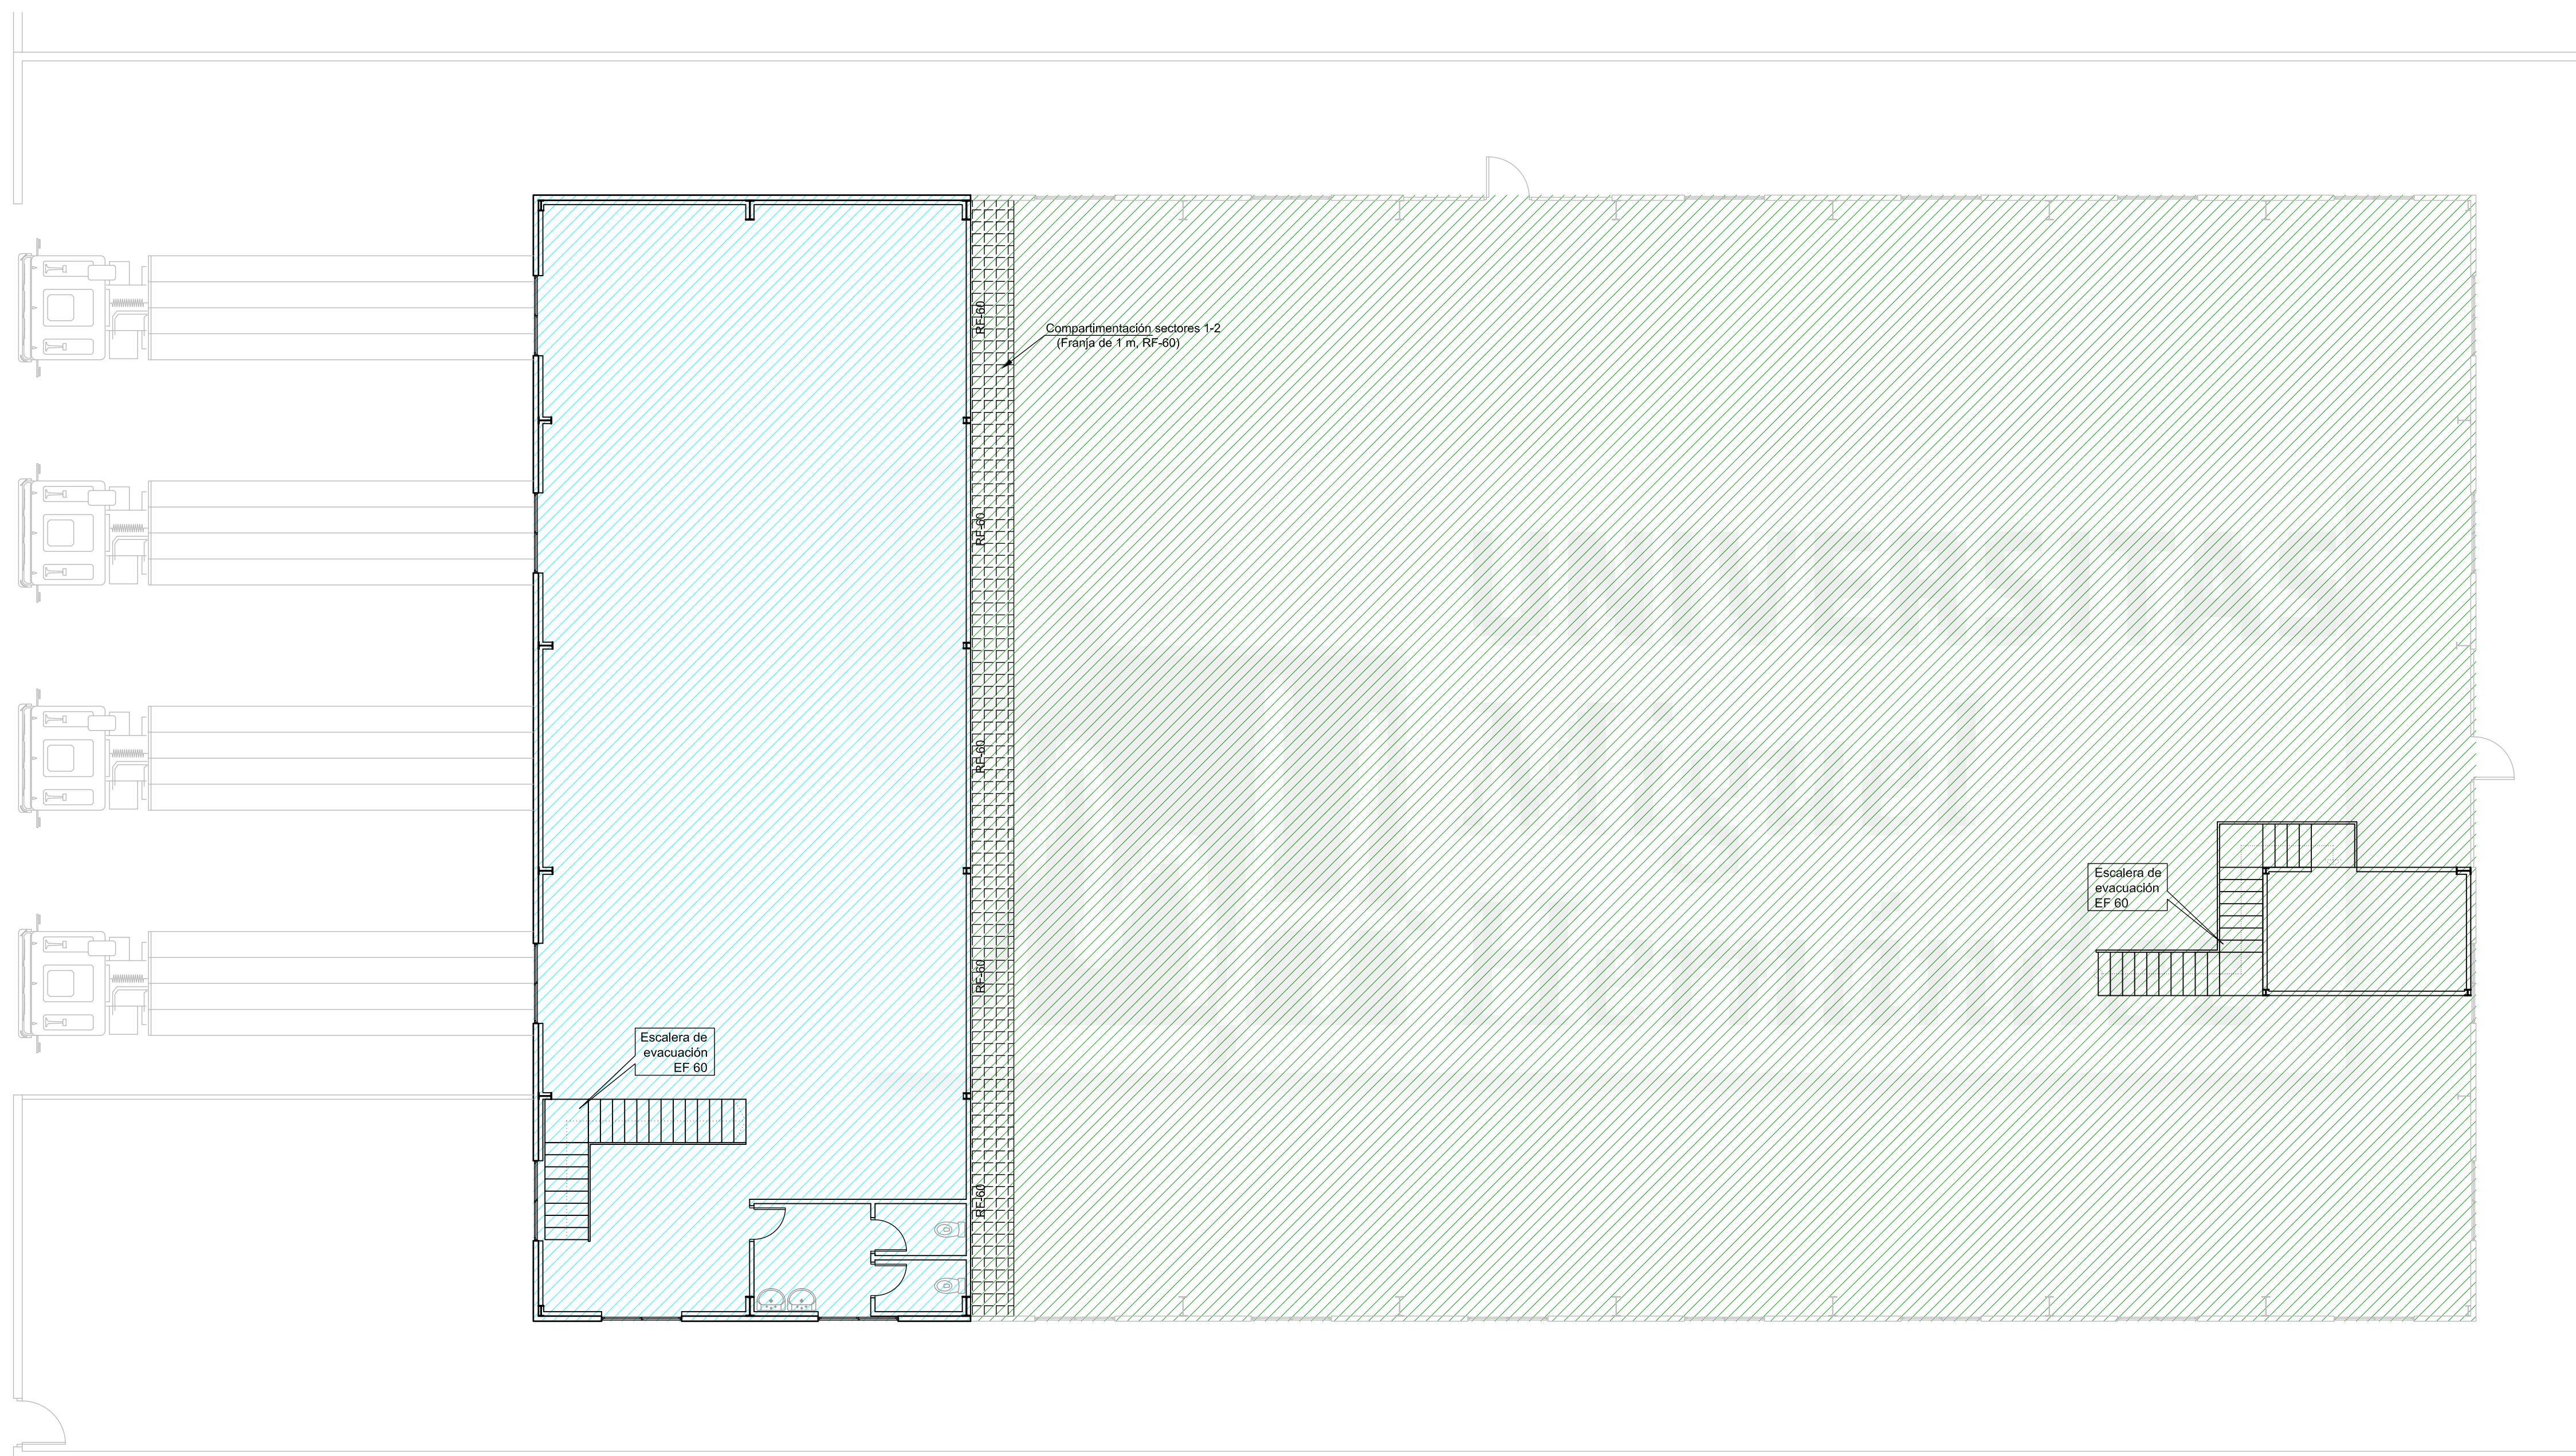 RF-60
Compartimentación sectores 1-2
(Franja de 1 m, RF-60)
RF-60
UNIVERSITAS
Miguel
RF-60
Escalera de
evacuación
EF 60
Hernández
RF-60
Escalera de
evacuación
EF 60
RF-60